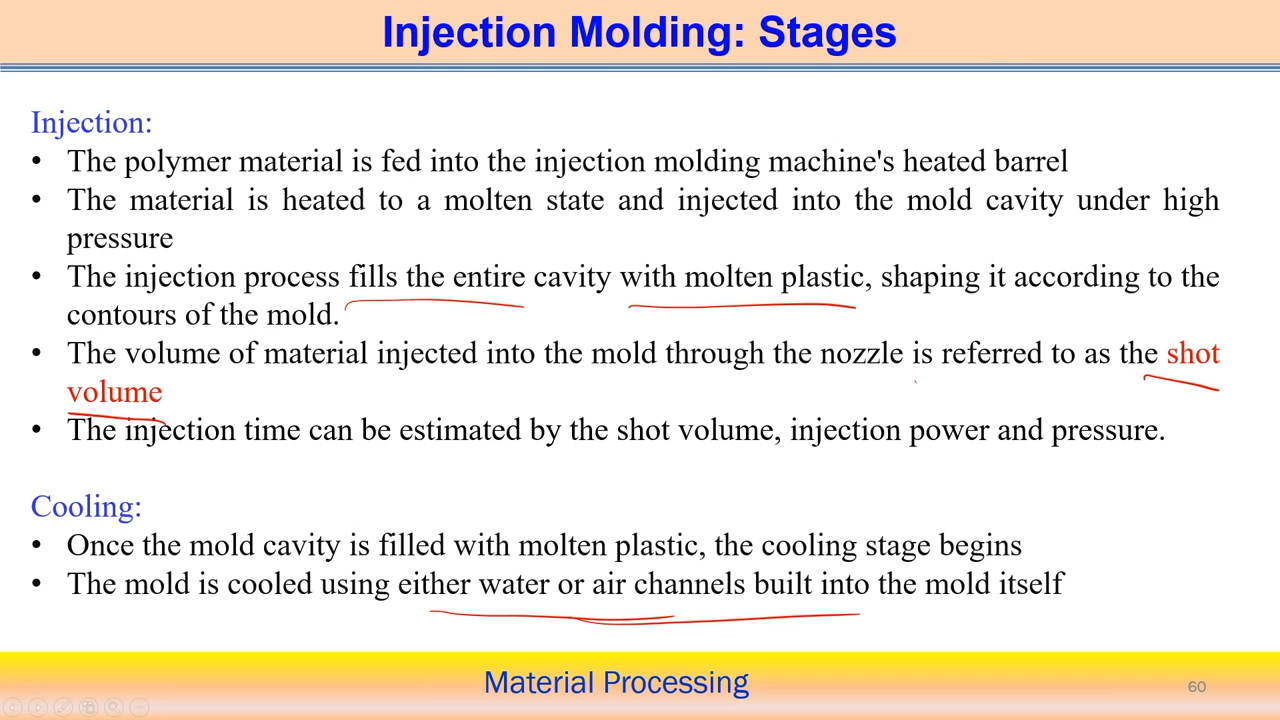 Injection Molding: Stages
Injection:
• The polymer material is fed into the injection molding machine's heated barrel
• The material is heated to a molten state and injected into the mold cavity under high
pressure
• The injection process fills the entire cavity with molten plastic, shaping it according to the
contours of the mold.
• The volume of material injected into the mold through the nozzle is referred to as the shot
volume
• The injection time can be estimated by the shot volume, injection power and pressure.
Cooling:
• Once the mold cavity is filled with molten plastic, the cooling stage begins
• The mold is cooled using either water or air channels built into the mold itself
Material Processing
60